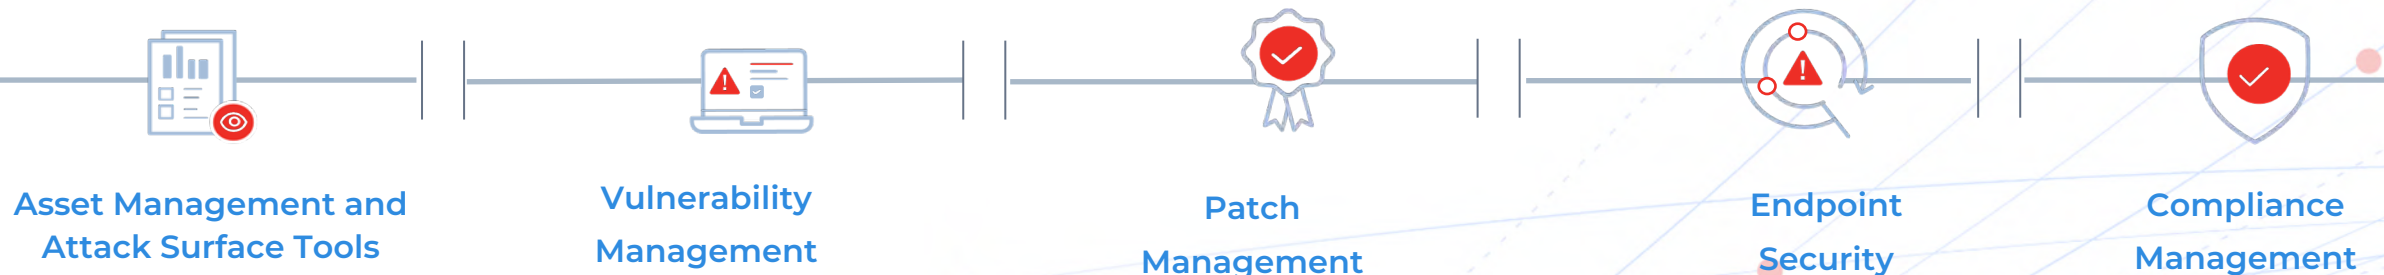 Asset Management and
Attack Surface Tools
Vulnerability
Management
Patch
Management
Endpoint
Security
Compliance
Management